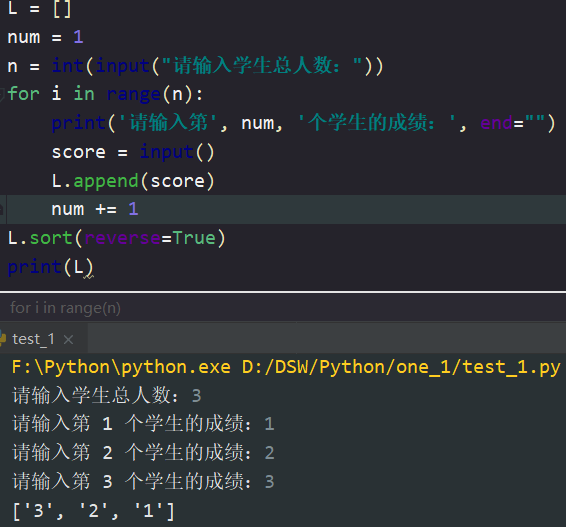 L = []
num = 1
n = int(input("请输入学生总人数："))
for i in range(n):
    print('请输入第', num, '个学生的成绩：', end="")
    score = input()
    L.append(score)
    num += 1
L.sort(reverse=True)
print(L)
for i in range(n)
test_1 ×
F:\Python\python.exe D:/DSW/Python/one_1/test_1.py
请输入学生总人数：3
请输入第 1 个学生的成绩：1
请输入第 2 个学生的成绩：2
请输入第 3 个学生的成绩：3
['3', '2', '1']